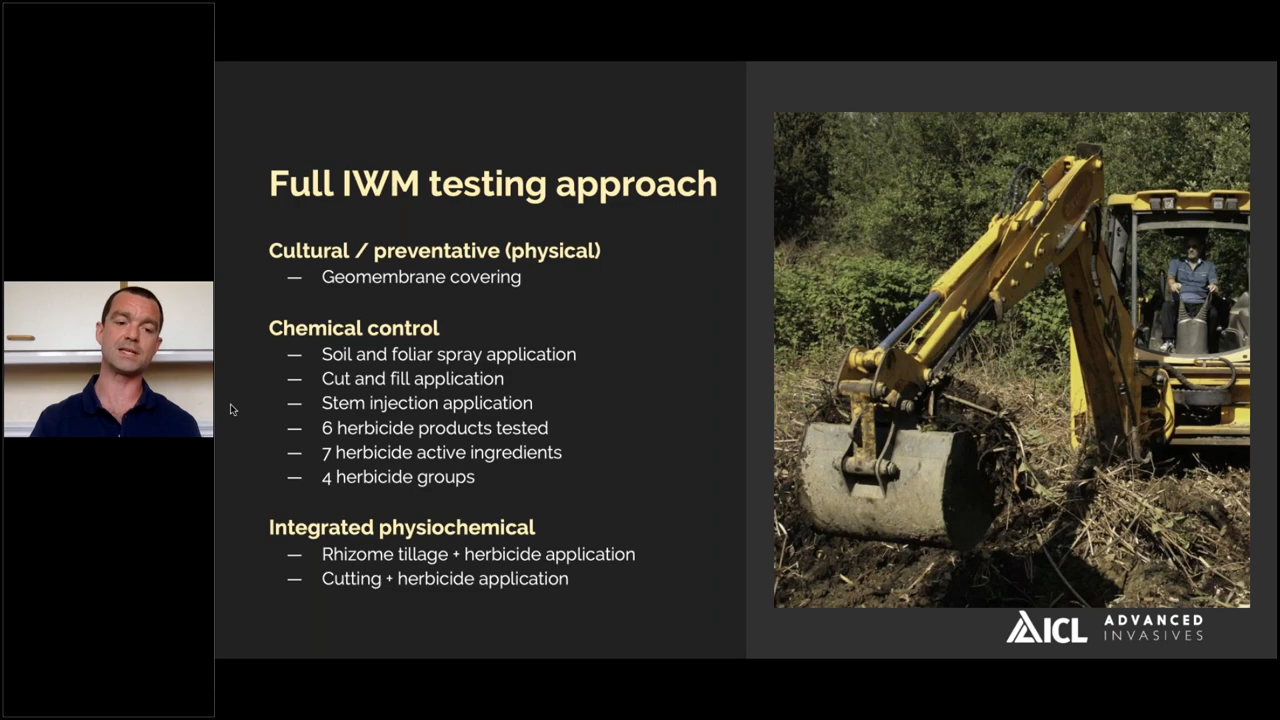 Full IWM testing approach
Cultural / preventative (physical)
— Geomembrane covering
Chemical control
— Soil and foliar spray application
— Cut and fill application
— Stem injection application
— 6 herbicide products tested
— 7 herbicide active ingredients
— 4 herbicide groups
Integrated physiochemical
— Rhizome tillage + herbicide application
— Cutting + herbicide application
AICL ADVANCED
INVASIVES